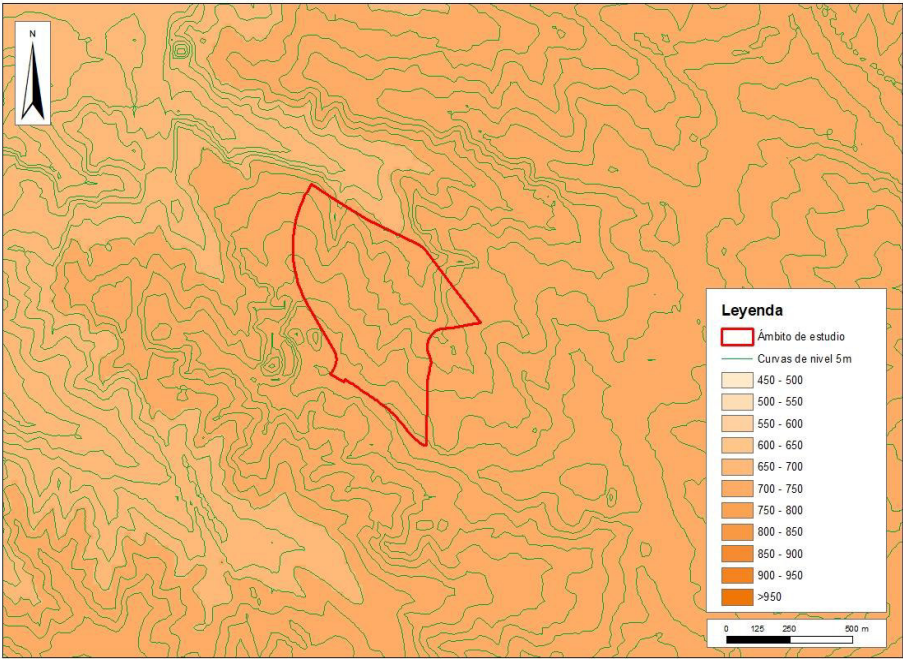 N
Leyenda
Ámbito de estudio
Curvas de nivel 5m
450 - 500
500 - 550
550 - 600
600 - 650
650 - 700
700 - 750
750 - 800
800 - 850
850 - 900
900 - 950
>950
0 125 250 500 m